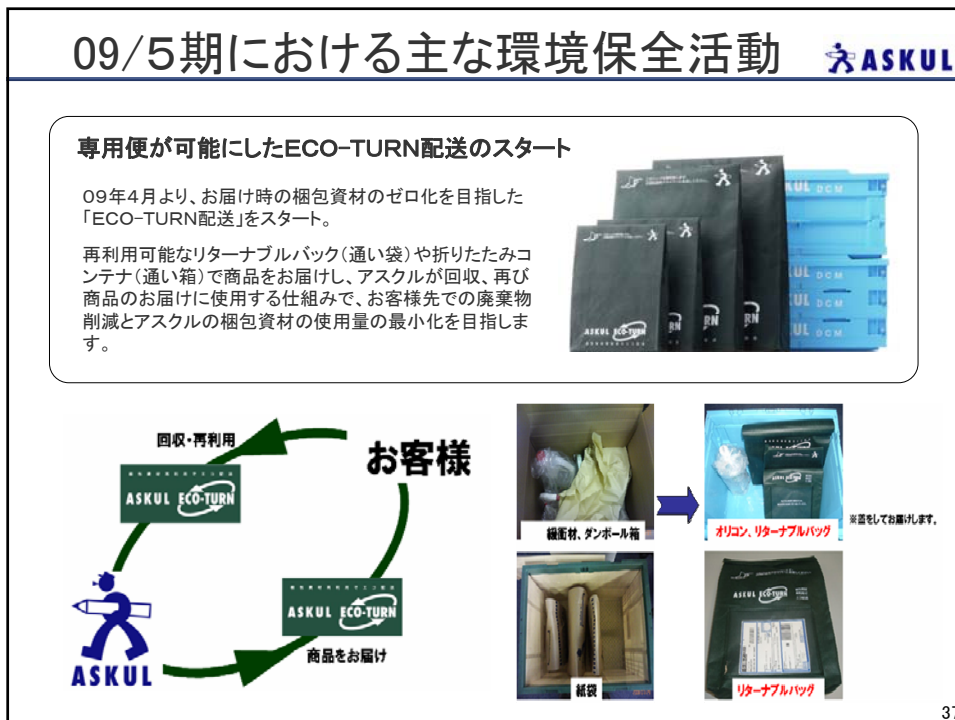 09/5期における主な環境保全活動
ASKUL
専用便が可能にしたECO-TURN配送のスタート
09年4月より、お届け時の梱包資材のゼロ化を目指した
「ECO-TURN配送」をスタート。
再利用可能なリターナブルバック(通い袋)や折りたたみコ
ンテナ(通い箱)で商品をお届けし、アスクルが回収、再び
商品のお届けに使用する仕組みで、お客様先での廃棄物
削減とアスクルの梱包資材の使用量の最小化を目指しま
す。
ASKUL ECO-TURN
DCM
DCM
DCM
回収・再利用
お客様
ASKUL ECO-TURN
ASKUL ECO-TURN
商品をお届け
ASKUL
緩衝材、ダンボール箱
オリコン、リターナブルバッグ
※蓋をしてお届けします。
紙袋
ASKUL ECO-TURN
リターナブルバッグ
37